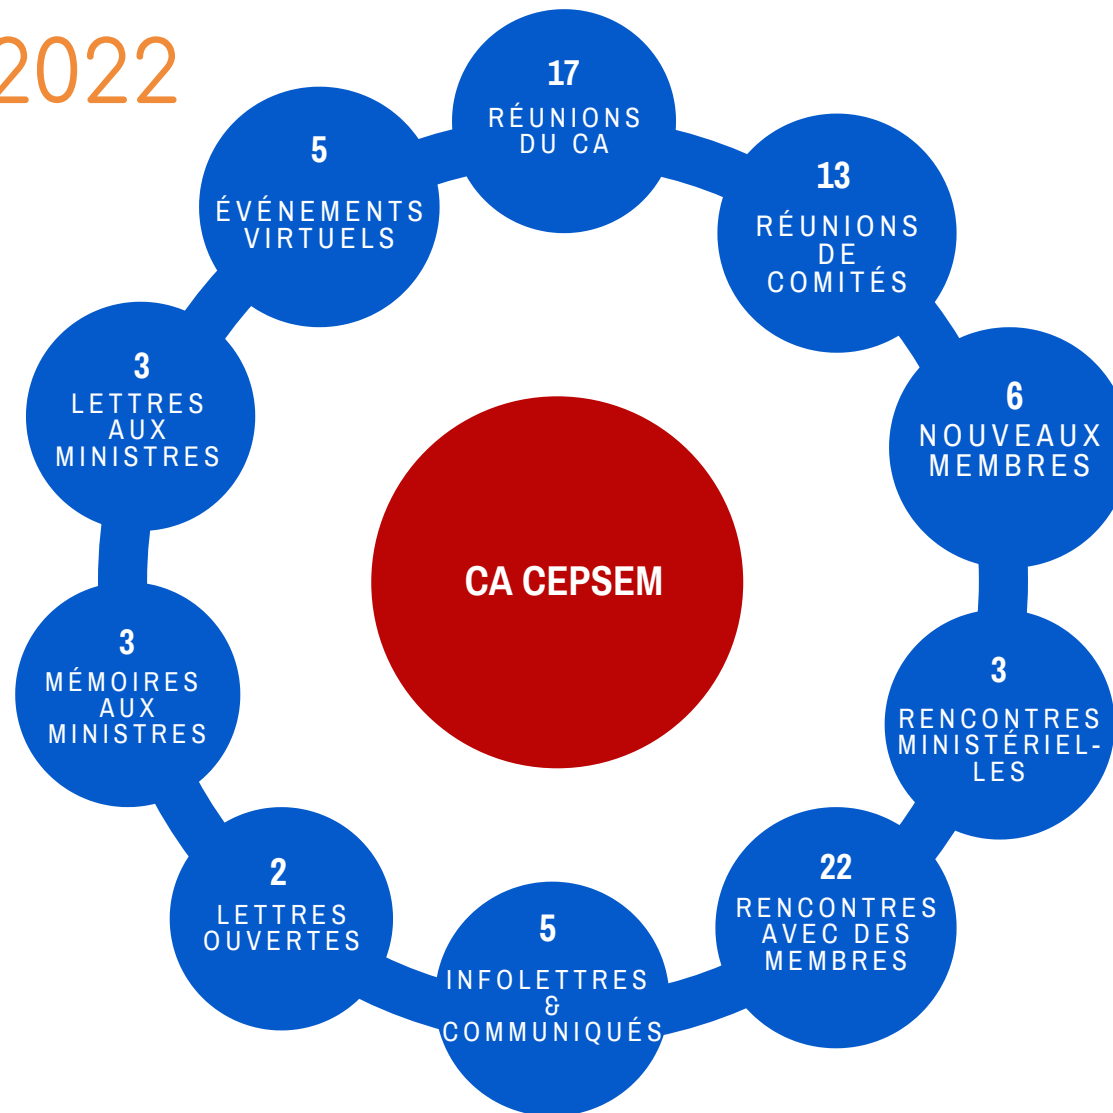 2022
17
RÉUNIONS
DU CA
13
RÉUNIONS
DE
COMITÉS
6
NOUVEAUX
MEMBRES
3
RENCONTRES
MINISTÉRIEL-
LES
22
RENCONTRES
AVEC DES
MEMBRES
5
INFOLETTRES
&
COMMUNIQUÉS
2
LETTRES
OUVERTES
3
MÉMOIRES
AUX
MINISTRES
3
LETTRES
AUX
MINISTRES
5
ÉVÉNEMENTS
VIRTUELS
CA CEPSEM